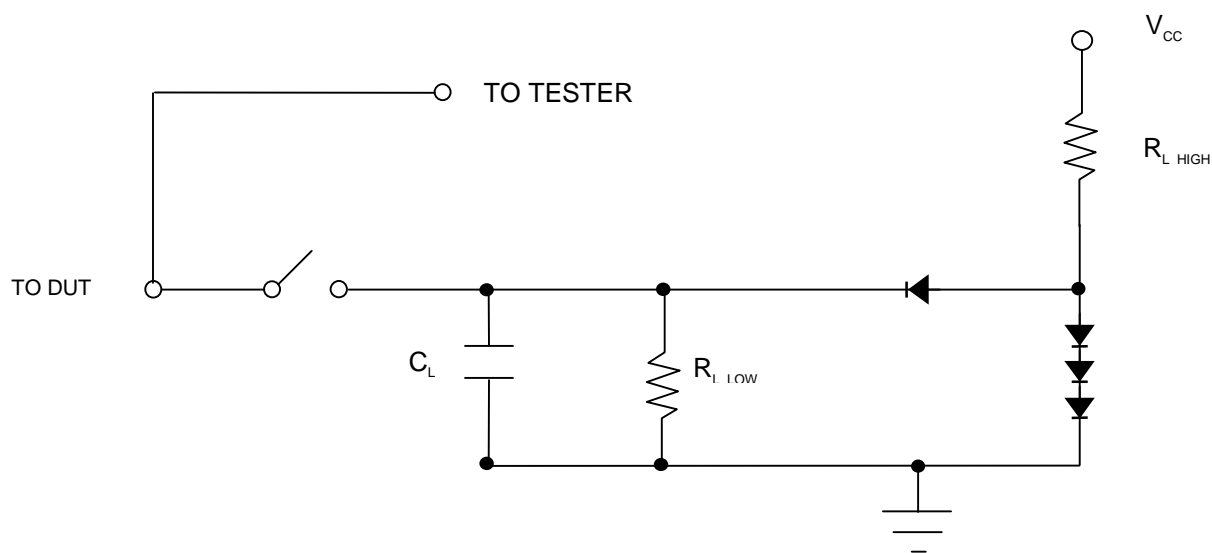 V_CC
TO TESTER
R_L HIGH
TO DUT
C_L
R_L LOW